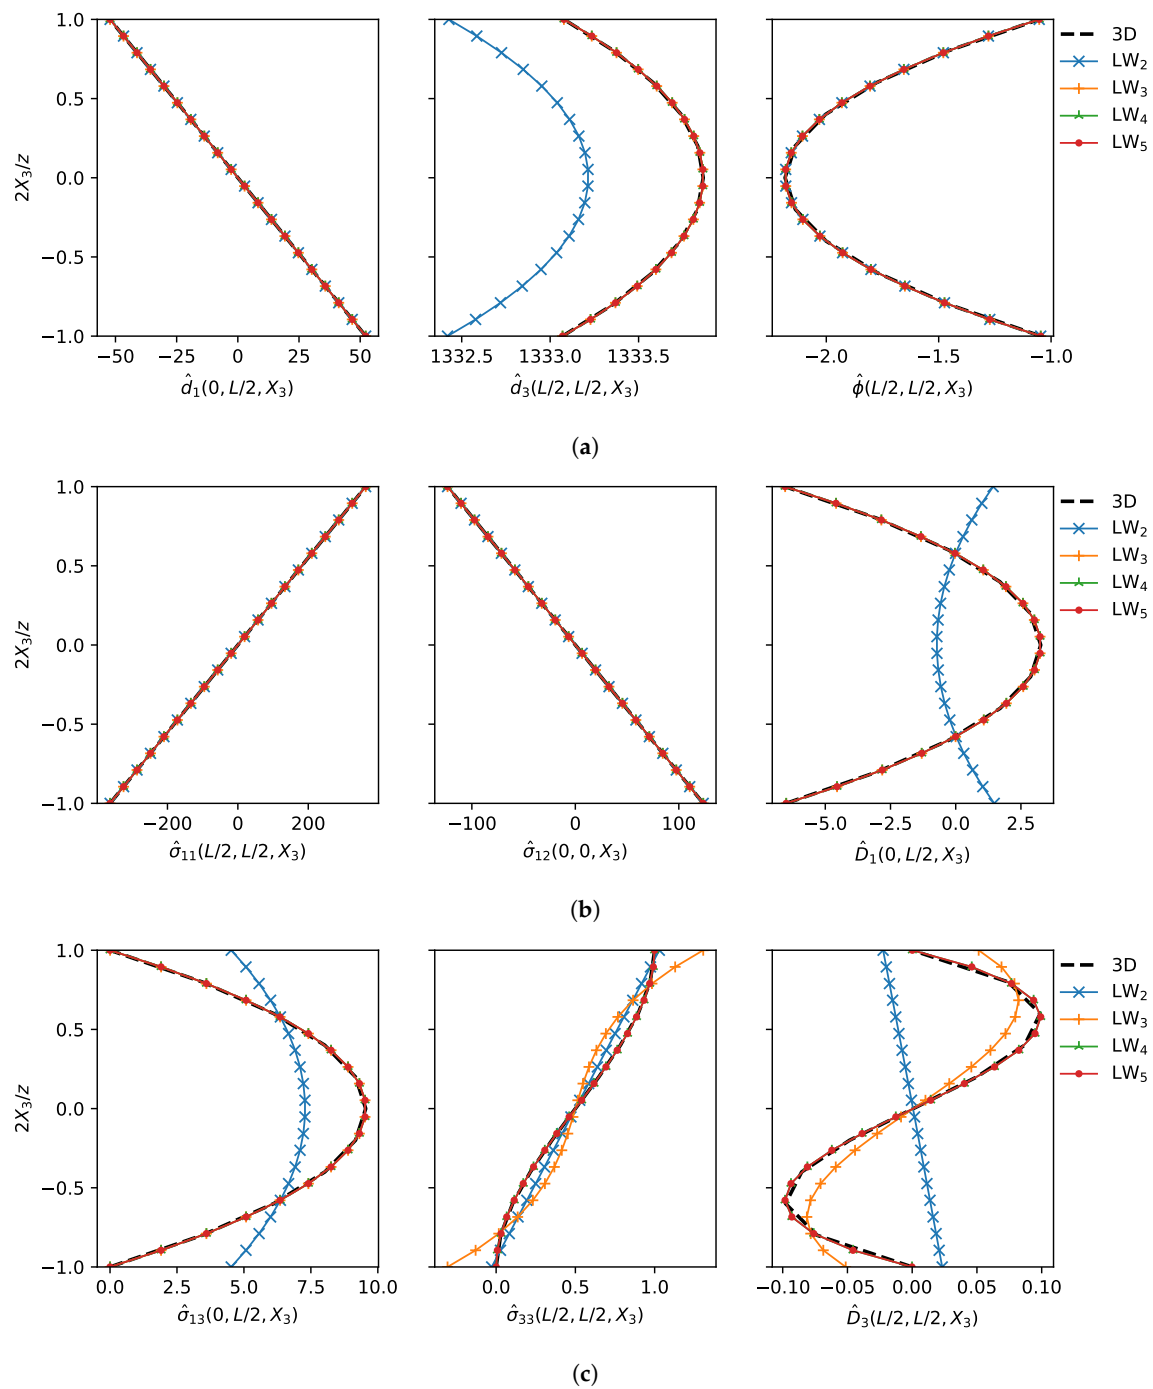 1.0
0.5
0.0
−0.5
−1.0
2X₃/z
−50 −25 0 25 50
d̂₁(0, L/2, X₃)
1332.5 1333.0 1333.5
d̂₃(L/2, L/2, X₃)
−2.0 −1.5 −1.0
ϕ̂(L/2, L/2, X₃)
3D
LW₂
LW₃
LW₄
LW₅
(a)
1.0
0.5
0.0
−0.5
−1.0
2X₃/z
−200 0 200
σ̂₁₁(L/2, L/2, X₃)
−100 0 100
σ̂₁₂(0, 0, X₃)
−5.0 −2.5 0.0 2.5
D̂₁(0, L/2, X₃)
3D
LW₂
LW₃
LW₄
LW₅
(b)
1.0
0.5
0.0
−0.5
−1.0
2X₃/z
0.0 2.5 5.0 7.5 10.0
σ̂₁₃(0, L/2, X₃)
0.0 0.5 1.0
σ̂₃₃(L/2, L/2, X₃)
−0.10 −0.05 0.00 0.05 0.10
D̂₃(L/2, L/2, X₃)
3D
LW₂
LW₃
LW₄
LW₅
(c)